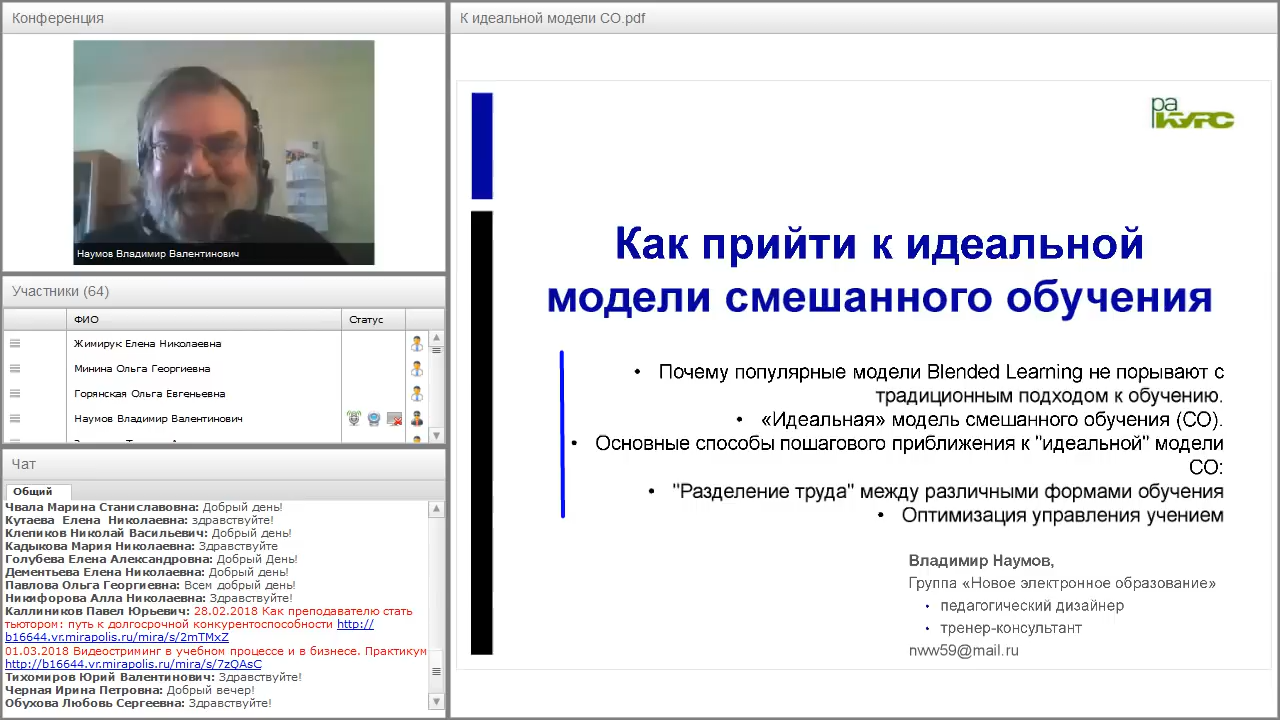 Конференция
Наумов Владимир Валентинович
Участники (64)
ФИО
Статус
Жимирук Елена Николаевна
Минина Ольга Георгиевна
Горянская Ольга Евгеньевна
Наумов Владимир Валентинович
Чат
Общий
Чвала Марина Станиславовна: Добрый день!
Кутаева Елена Николаевна: здравствуйте!
Клепиков Николай Васильевич: Добрый день!
Кадыкова Мария Николаевна: Здравствуйте
Голубева Елена Александровна: Добрый День!
Дементьева Елена Николаевна: Добрый день!
Павлова Ольга Георгиевна: Всем добрый день!
Никифорова Алла Николаевна: Здравствуйте!
Каллиников Павел Юрьевич: 28.02.2018 Как преподавателю стать
тьютором: путь к долгосрочной конкурентоспособности http://
b16644.vr.mirapolis.ru/mira/s/2mTMxZ
01.03.2018 Видеостриминг в учебном процессе и в бизнесе. Практикум
http://b16644.vr.mirapolis.ru/mira/s/7zQAsC
Тихомиров Юрий Валентинович: Здравствуйте!
Черная Ирина Петровна: Добрый вечер!
Обухова Любовь Сергеевна: Здравствуйте!
К идеальной модели СО.pdf
ра
курс
Как прийти к идеальной
модели смешанного обучения
• Почему популярные модели Blended Learning не порывают с
традиционным подходом к обучению.
• «Идеальная» модель смешанного обучения (СО).
• Основные способы пошагового приближения к "идеальной" модели
СО:
• "Разделение труда" между различными формами обучения
• Оптимизация управления учением
Владимир Наумов,
Группа «Новое электронное образование»
• педагогический дизайнер
• тренер-консультант
nww59@mail.ru